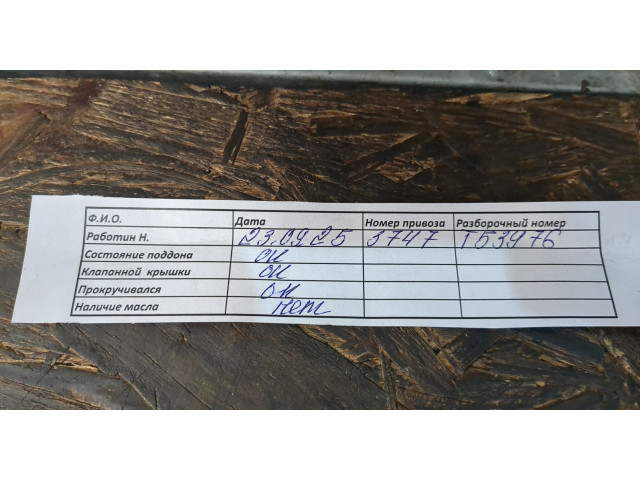 Ф.И.О. Дата Номер привоза Разборочный номер
Работин Н. 23.09.25 3747 Т53976
Состояние поддона ок
Клапанной крышки ок
Прокручивался ок
Наличие масла нет